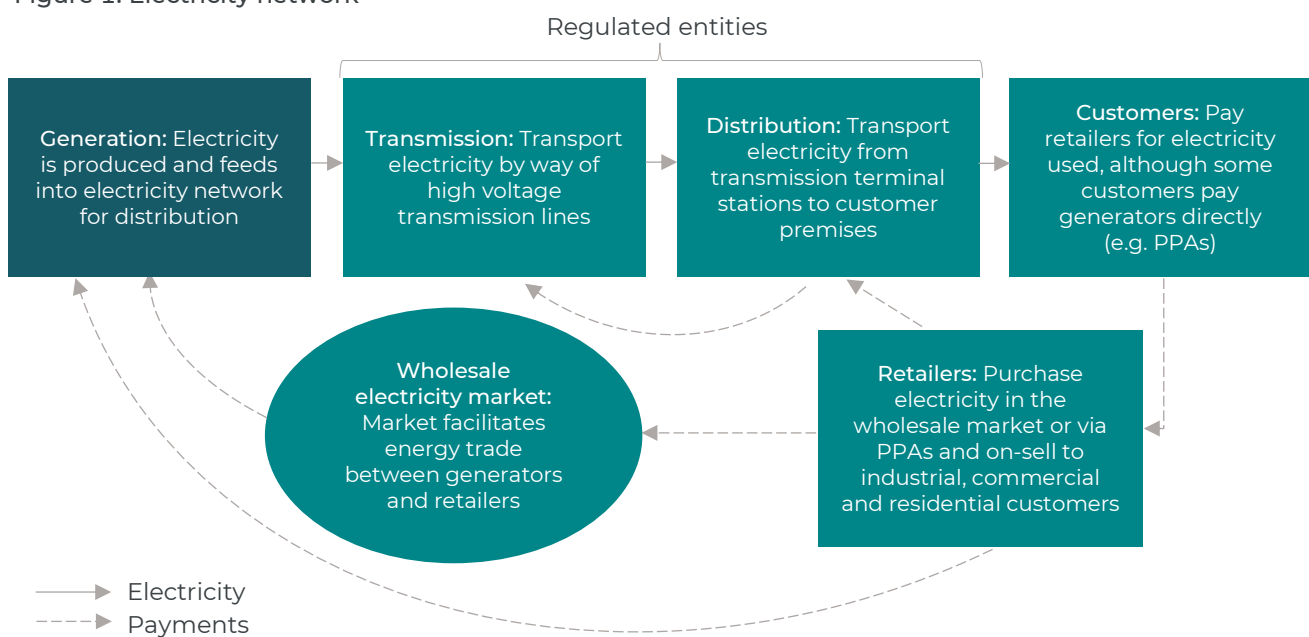 Figure 1: Electricity network
Regulated entities
Generation: Electricity
is produced and feeds
into electricity network
for distribution
Transmission: Transport
electricity by way of
high voltage
transmission lines
Distribution: Transport
electricity from
transmission terminal
stations to customer
premises
Customers: Pay
retailers for electricity
used, although some
customers pay
generators directly
(e.g. PPAs)
Wholesale
electricity market:
Market facilitates
energy trade
between generators
and retailers
Retailers: Purchase
electricity in the
wholesale market or via
PPAs and on-sell to
industrial, commercial
and residential customers
Electricity
Payments